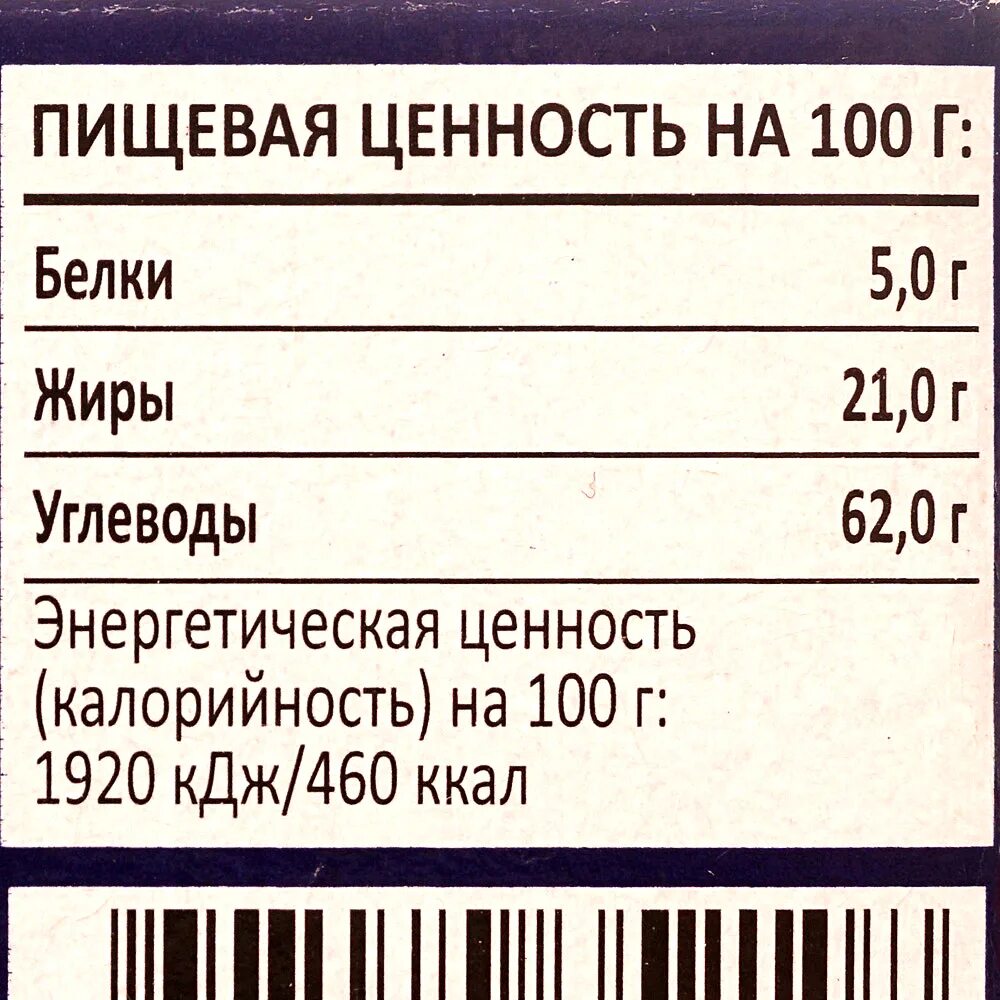 ПИЩЕВАЯ ЦЕННОСТЬ НА 100 Г:
Белки 5,0 г
Жиры 21,0 г
Углеводы 62,0 г
Энергетическая ценность
(калорийность) на 100 г:
1920 кДж/460 ккал